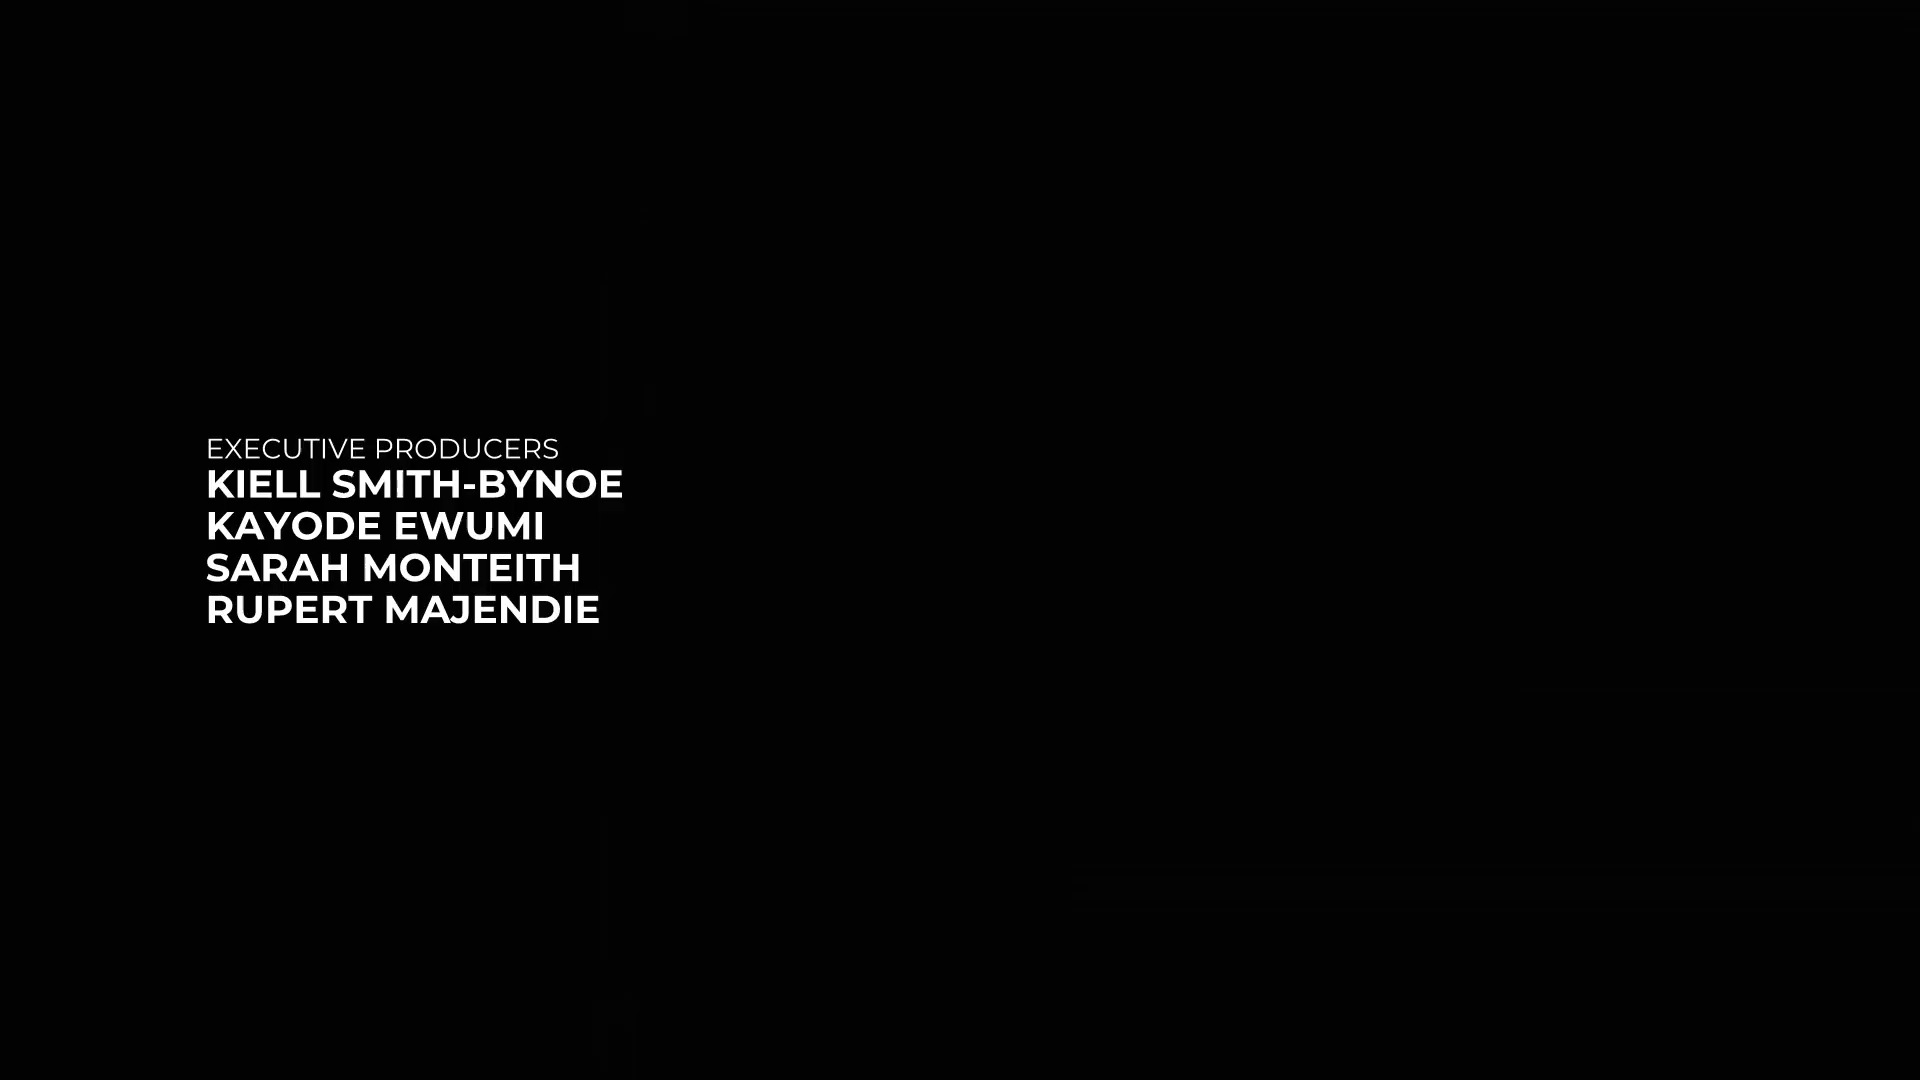 EXECUTIVE PRODUCERS
KIELL SMITH-BYNOE
KAYODE EWUMI
SARAH MONTEITH
RUPERT MAJENDIE